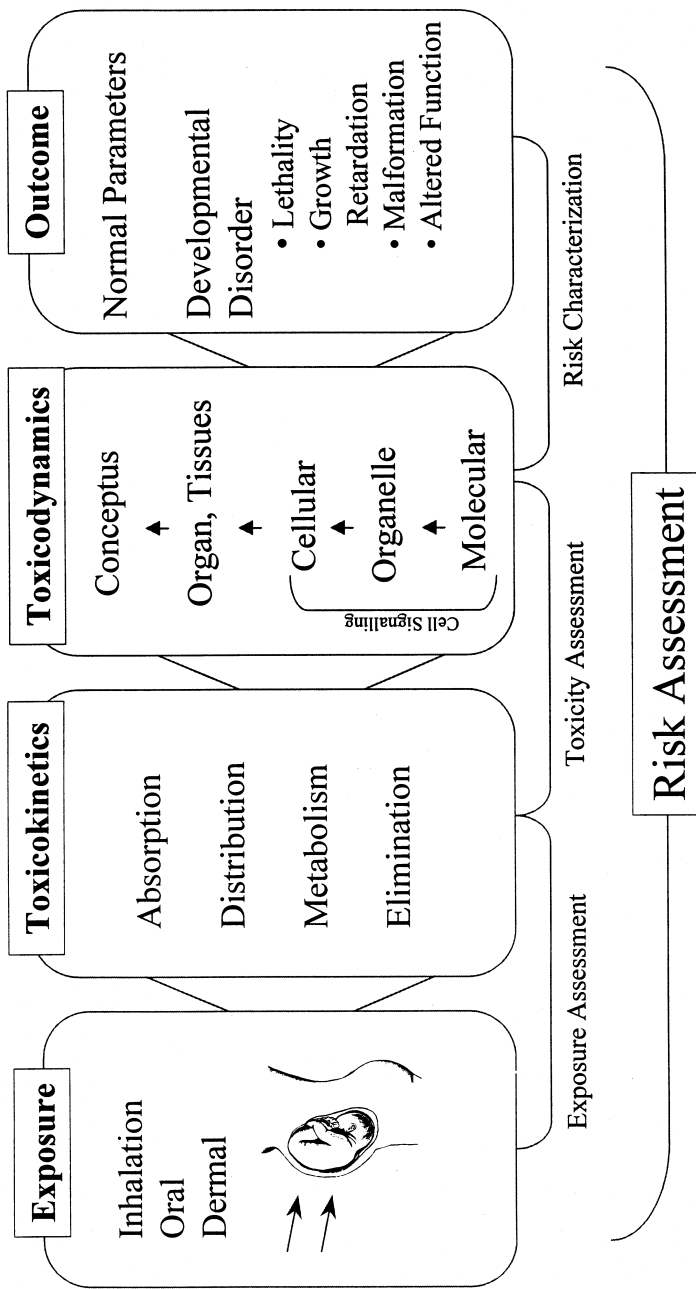 Exposure
Inhalation
Oral
Dermal
Toxicokinetics
Absorption
Distribution
Metabolism
Elimination
Toxicodynamics
Conceptus
Organ, Tissues
Cellular
Organelle
Molecular
Cell Signalling
Outcome
Normal Parameters
Developmental
Disorder
• Lethality
• Growth
Retardation
• Malformation
• Altered Function
Exposure Assessment
Toxicity Assessment
Risk Characterization
Risk Assessment